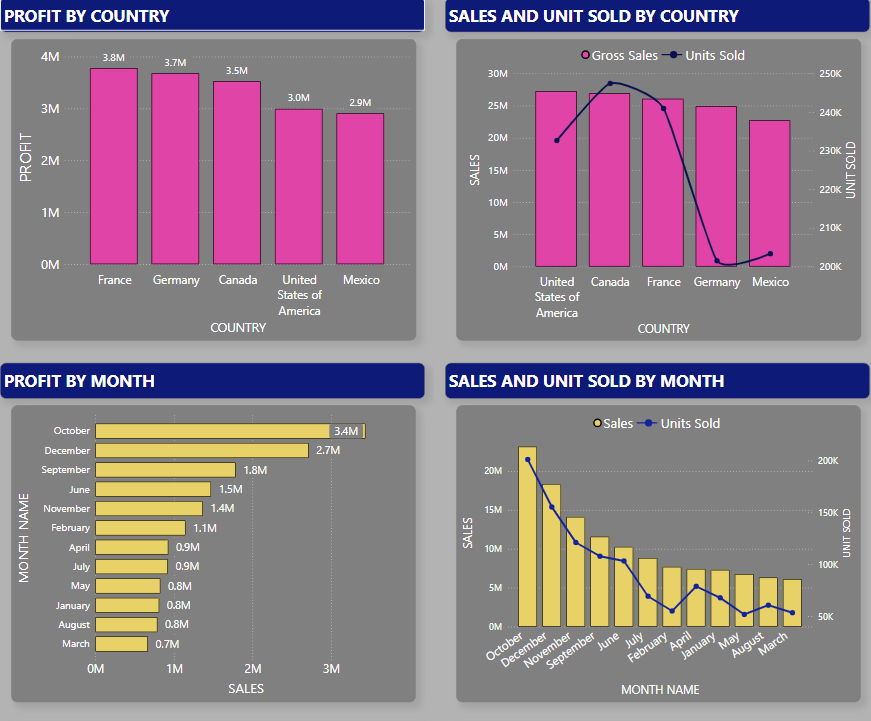 PROFIT BY COUNTRY
4M
3M
2M
1M
0M
PROFIT
3.8M
3.7M
3.5M
3.0M
2.9M
France
Germany
Canada
United
States of
America
Mexico
COUNTRY
SALES AND UNIT SOLD BY COUNTRY
Gross Sales
Units Sold
30M
25M
20M
15M
10M
5M
0M
SALES
250K
240K
230K
220K
210K
200K
UNIT SOLD
United
States of
America
Canada
France
Germany
Mexico
COUNTRY
PROFIT BY MONTH
MONTH NAME
October 3.4M
December 2.7M
September 1.8M
June 1.5M
November 1.4M
February 1.1M
April 0.9M
July 0.9M
May 0.8M
January 0.8M
August 0.8M
March 0.7M
0M 1M 2M 3M
SALES
SALES AND UNIT SOLD BY MONTH
Sales
Units Sold
20M
15M
10M
5M
0M
SALES
200K
150K
100K
50K
UNIT SOLD
October
December
November
September
June
July
February
April
January
May
August
March
MONTH NAME